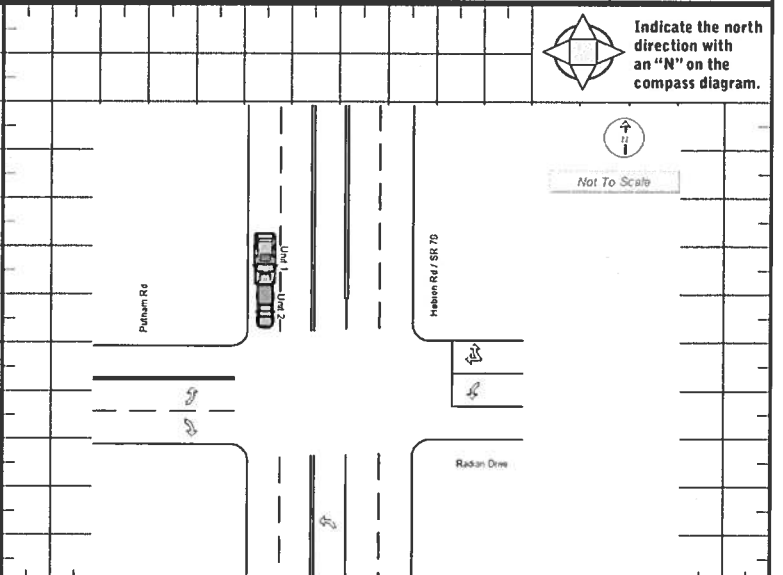 Indicate the north
direction with
an "N" on the
compass diagram.
N
Not To Scale
Unit 1
Unit 2
Putnam Rd
Hebron Rd / SR 79
Radian Drive